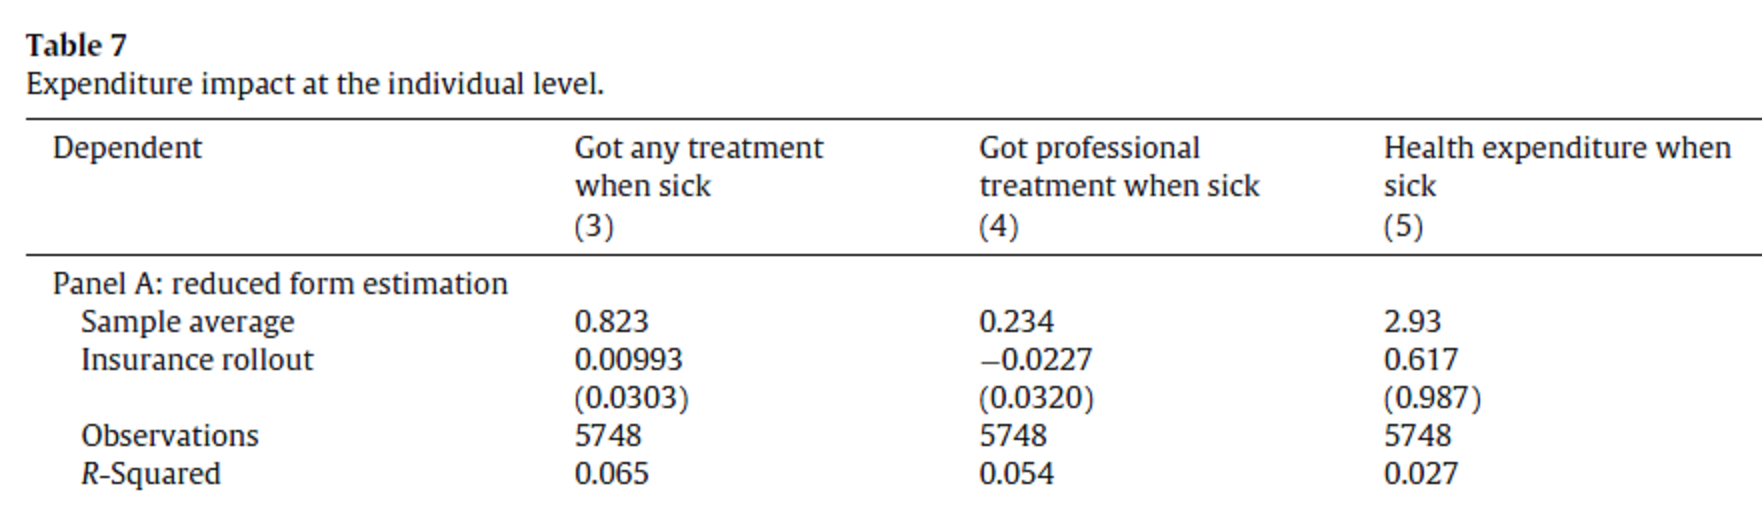 Table 7
Expenditure impact at the individual level.
Dependent Got any treatment when sick (3) Got professional treatment when sick (4) Health expenditure when sick (5)
Panel A: reduced form estimation
Sample average 0.823 0.234 2.93
Insurance rollout 0.00993 −0.0227 0.617
(0.0303) (0.0320) (0.987)
Observations 5748 5748 5748
R-Squared 0.065 0.054 0.027